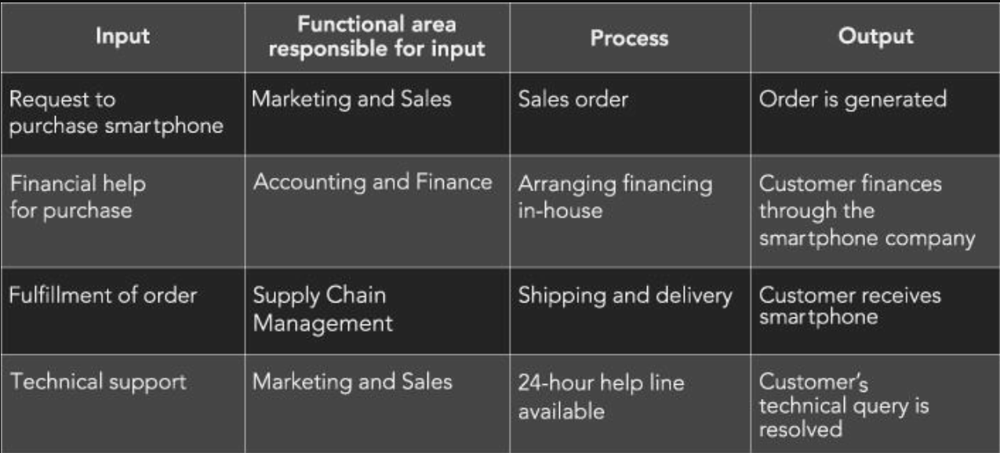 Input
Functional area
responsible for input
Process
Output
Request to
purchase smartphone
Marketing and Sales
Sales order
Order is generated
Financial help
for purchase
Accounting and Finance
Arranging financing
in-house
Customer finances
through the
smartphone company
Fulfillment of order
Supply Chain
Management
Shipping and delivery
Customer receives
smartphone
Technical support
Marketing and Sales
24-hour help line
available
Customer's
technical query is
resolved